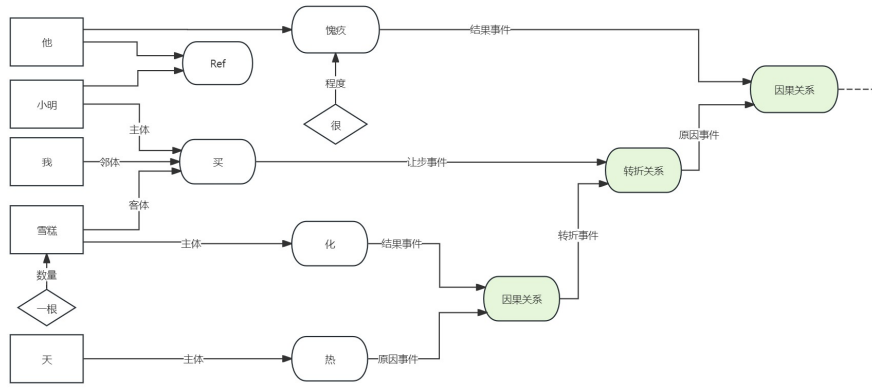 他
愧疚
结果事件
Ref
因果关系
程度
小明
很
主体
原因事件
我
邻体
买
让步事件
转折关系
客体
雪糕
主体
化
结果事件
转折事件
数量
一根
因果关系
天
主体
热
原因事件